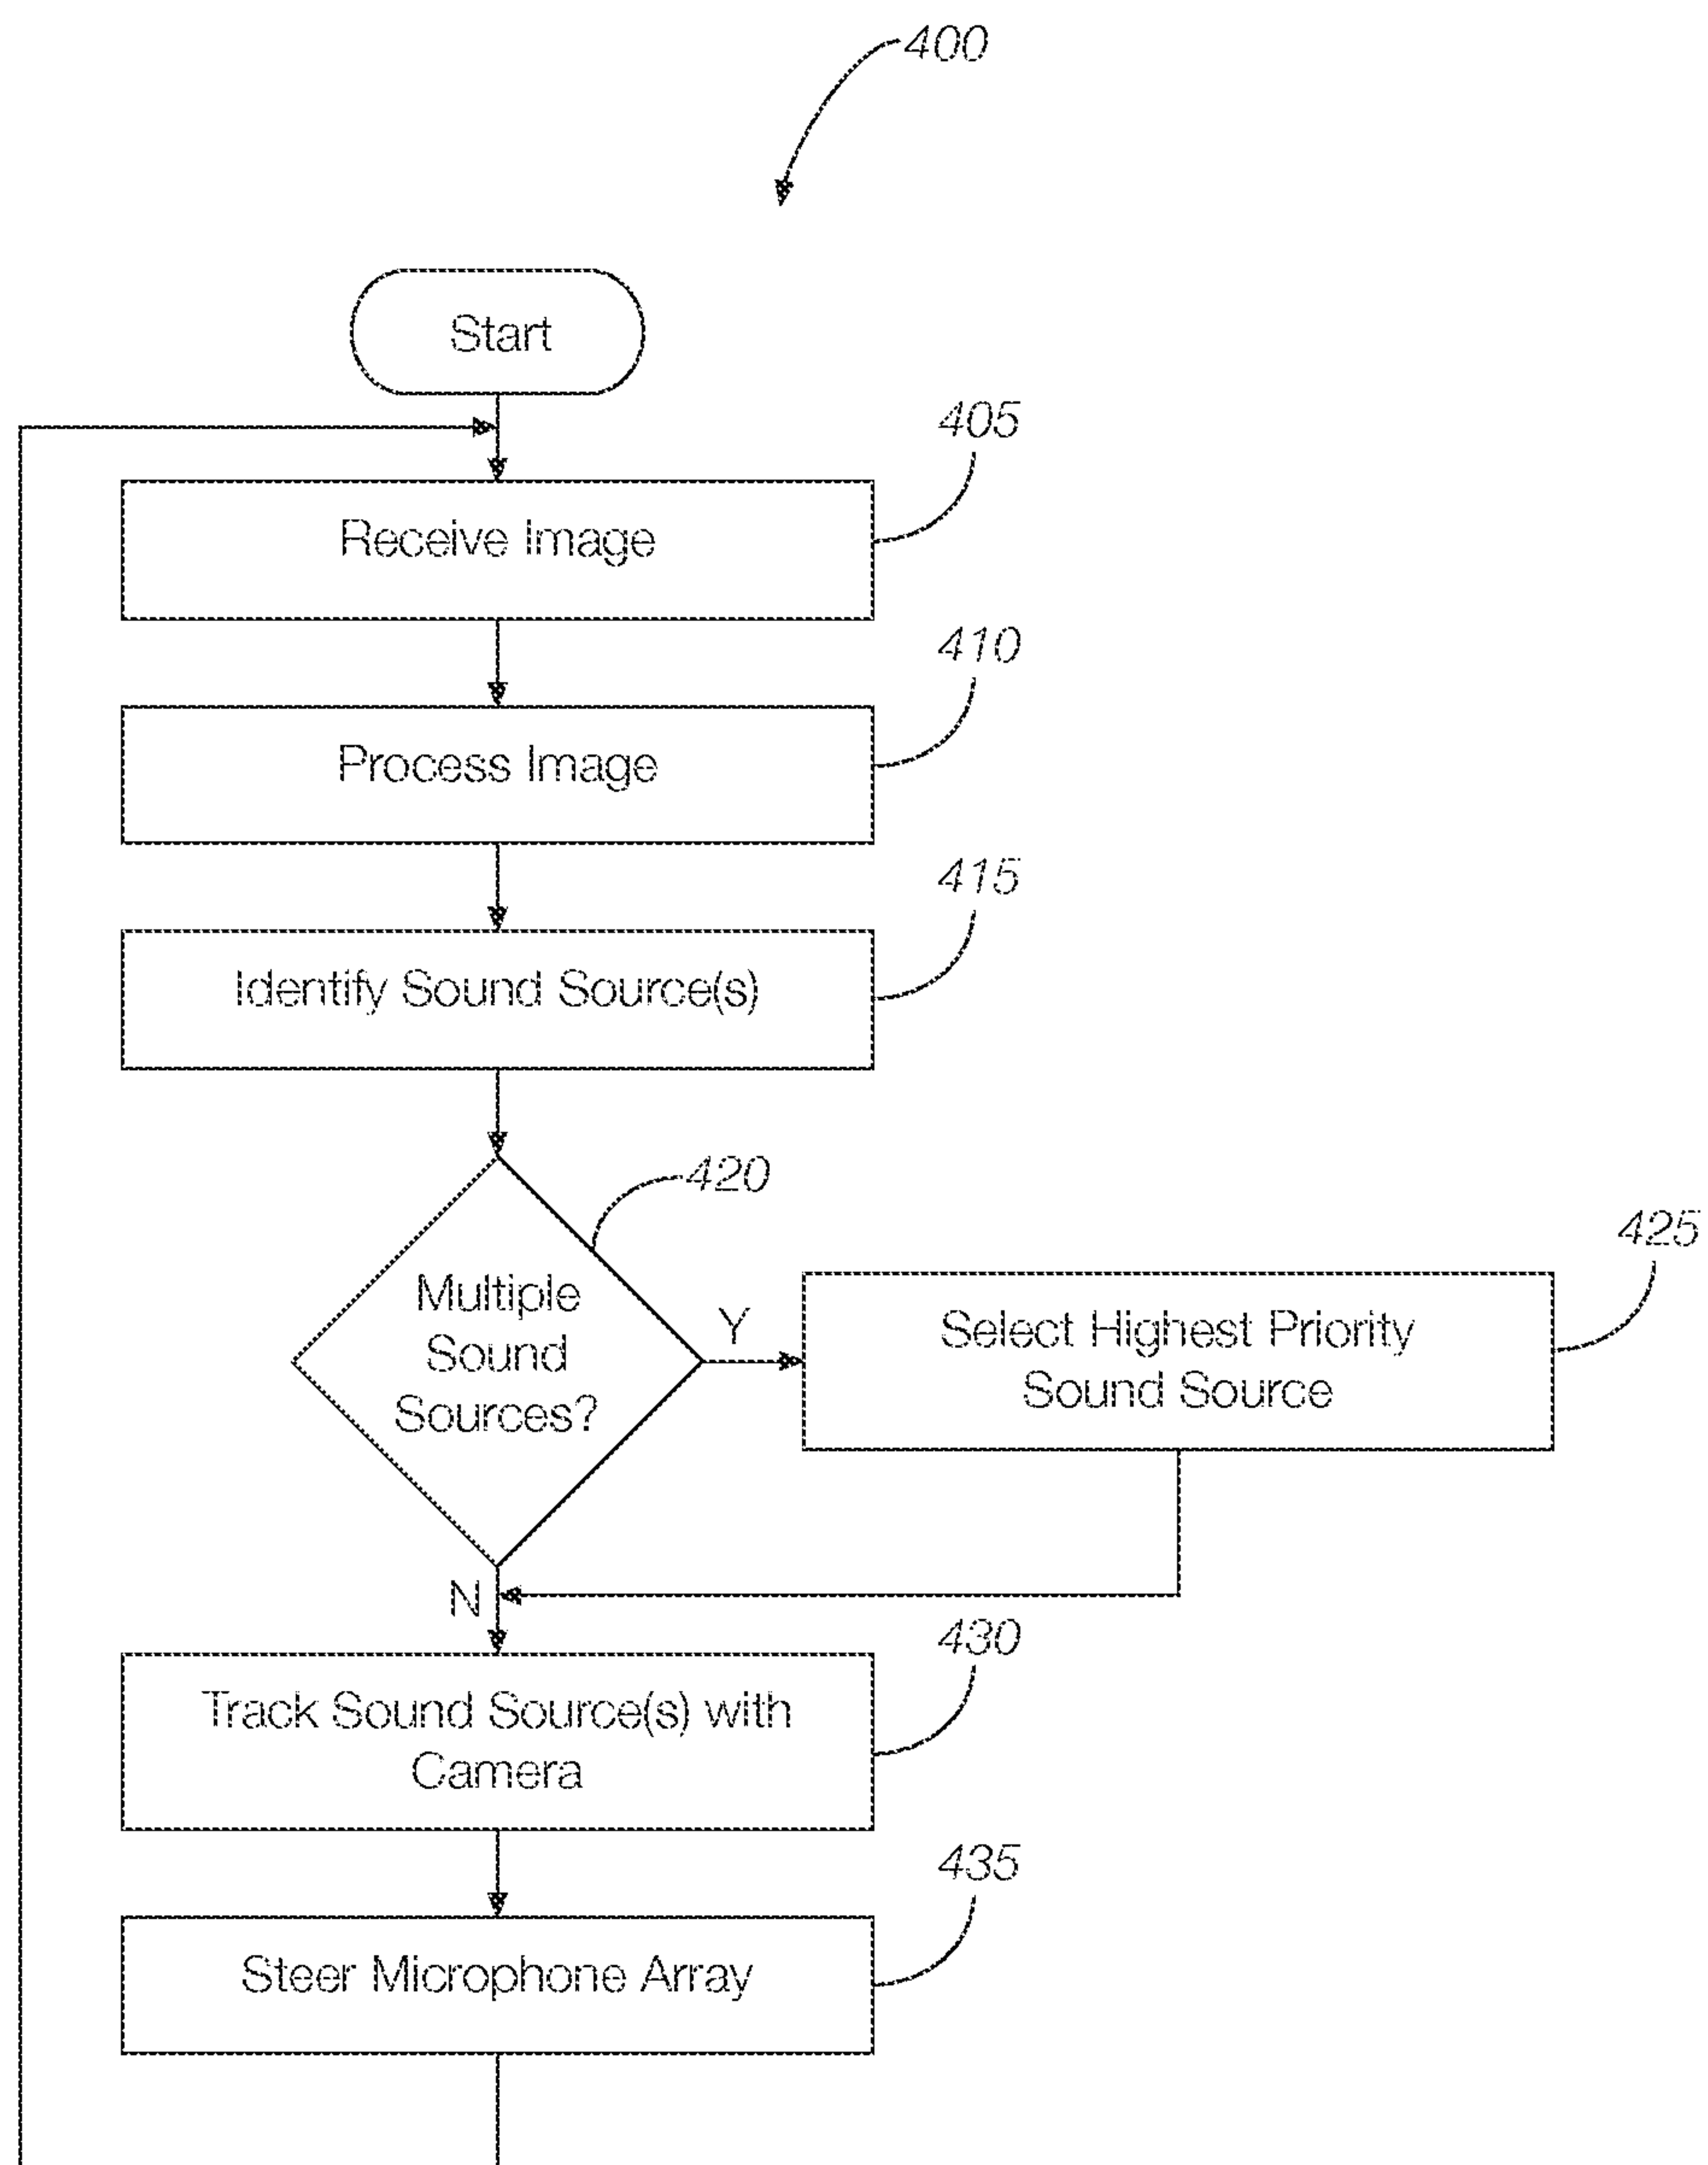 400
Start
405
Receive Image
410
Process Image
415
Identify Sound Source(s)
420
Multiple
Sound
Sources?
Y
425
Select Highest Priority
Sound Source
N
430
Track Sound Source(s) with
Camera
435
Steer Microphone Array